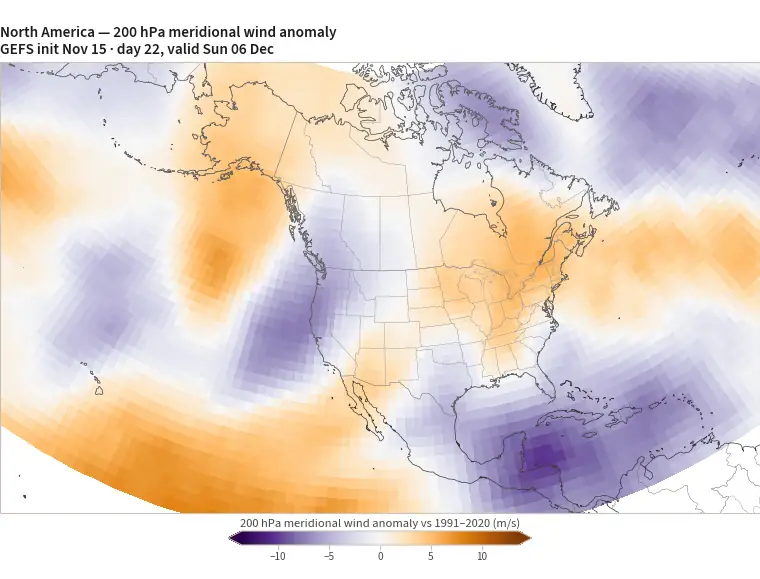 North America — 200 hPa meridional wind anomaly
GEFS init Nov 15 · day 22, valid Sun 06 Dec
200 hPa meridional wind anomaly vs 1991–2020 (m/s)
−10 −5 0 5 10